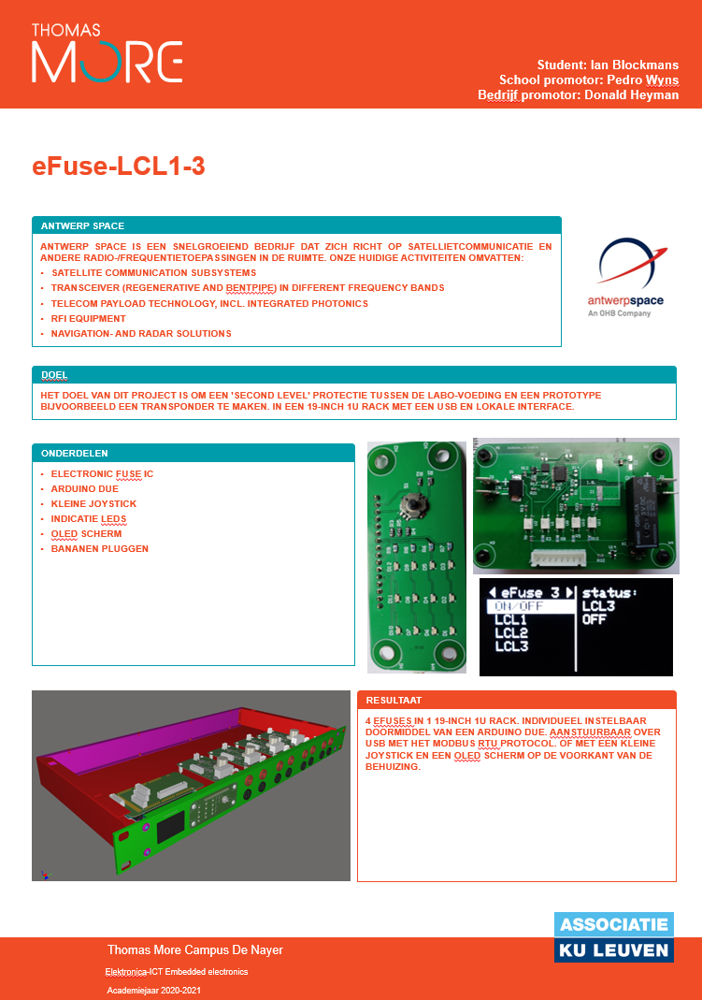 THOMAS
MORE
Student: Ian Blockmans
School promotor: Pedro Wyns
Bedrijf promotor: Donald Heyman
eFuse-LCL1-3
ANTWERP SPACE
ANTWERP SPACE IS EEN SNELGROEIEND BEDRIJF DAT ZICH RICHT OP SATELLIETCOMMUNICATIE EN
ANDERE RADIO-/FREQUENTIETOEPASSINGEN IN DE RUIMTE. ONZE HUIDIGE ACTIVITEITEN OMVATTEN:
• SATELLITE COMMUNICATION SUBSYSTEMS
• TRANSCEIVER (REGENERATIVE AND BENTPIPE) IN DIFFERENT FREQUENCY BANDS
• TELECOM PAYLOAD TECHNOLOGY, INCL. INTEGRATED PHOTONICS
• RFI EQUIPMENT
• NAVIGATION- AND RADAR SOLUTIONS
antwerpspace
An OHB Company
DOEL
HET DOEL VAN DIT PROJECT IS OM EEN 'SECOND LEVEL' PROTECTIE TUSSEN DE LABO-VOEDING EN EEN PROTOTYPE
BIJVOORBEELD EEN TRANSPONDER TE MAKEN. IN EEN 19-INCH 1U RACK MET EEN USB EN LOKALE INTERFACE.
ONDERDELEN
• ELECTRONIC FUSE IC
• ARDUINO DUE
• KLEINE JOYSTICK
• INDICATIE LEDS
• OLED SCHERM
• BANANEN PLUGGEN
eFuse 3
ON/OFF
LCL1
LCL2
LCL3
status:
LCL3
OFF
RESULTAAT
4 EFUSES IN 1 19-INCH 1U RACK. INDIVIDUEEL INSTELBAAR
DOORMIDDEL VAN EEN ARDUINO DUE. AANSTUURBAAR OVER
USB MET HET MODBUS RTU PROTOCOL. OF MET EEN KLEINE
JOYSTICK EN EEN OLED SCHERM OP DE VOORKANT VAN DE
BEHUIZING.
ASSOCIATIE
KU LEUVEN
Thomas More Campus De Nayer
Elektronica-ICT Embedded electronics
Academiejaar 2020-2021